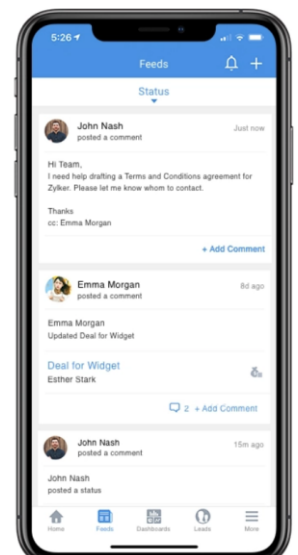 5:26
Feeds
Status
John Nash
Just now
posted a comment
Hi Team,
I need help drafting a Terms and Conditions agreement for
Zylker. Please let me know whom to contact.
Thanks
cc: Emma Morgan
+ Add Comment
Emma Morgan
8d ago
posted a comment
Emma Morgan
Updated Deal for Widget
Deal for Widget
Esther Stark
2 + Add Comment
John Nash
15m ago
posted a comment
John Nash
posted a status
Home Feeds Dashboards Leads More